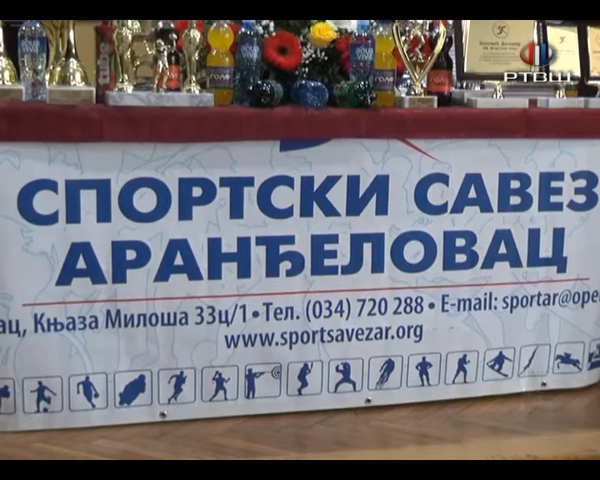 РТВШ
СПОРТСКИ САВЕЗ
АРАНЂЕЛОВАЦ
ац, Књаза Милоша 33ц/1 • Тел. (034) 720 288 • E-mail: sportar@ope
www.sportsavezar.org